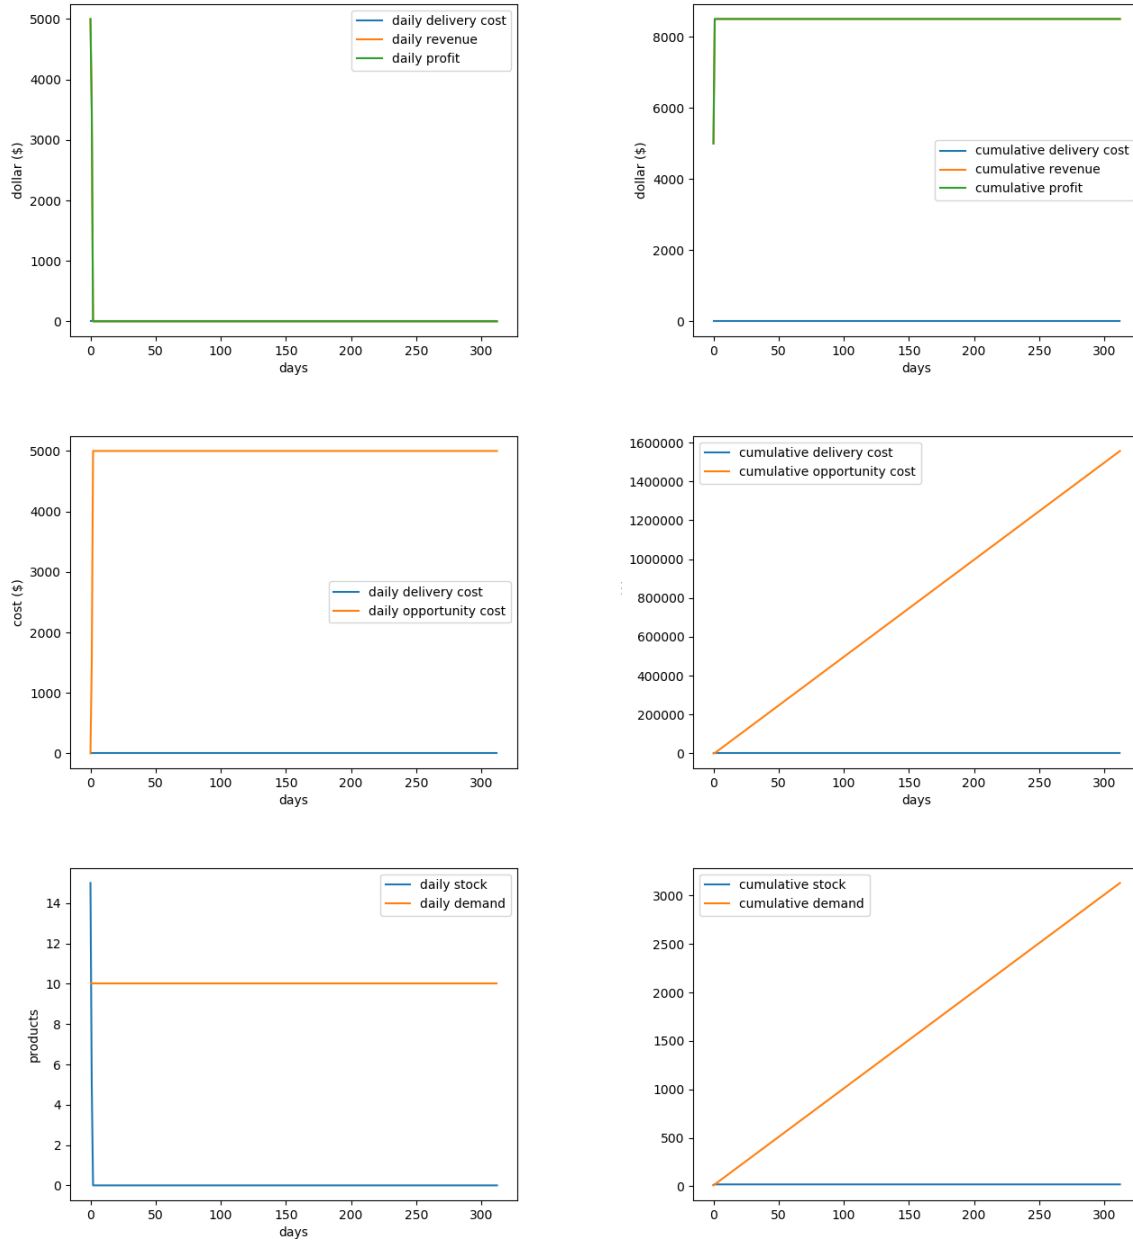 5000
4000
3000
2000
1000
0
dollar ($)
daily delivery cost
daily revenue
daily profit
0 50 100 150 200 250 300
days
8000
6000
4000
2000
0
dollar ($)
cumulative delivery cost
cumulative revenue
cumulative profit
0 50 100 150 200 250 300
days
5000
4000
3000
2000
1000
0
cost ($)
daily delivery cost
daily opportunity cost
0 50 100 150 200 250 300
days
1600000
1400000
1200000
1000000
800000
600000
400000
200000
0
cumulative delivery cost
cumulative opportunity cost
0 50 100 150 200 250 300
days
14
12
10
8
6
4
2
0
products
daily stock
daily demand
0 50 100 150 200 250 300
days
3000
2500
2000
1500
1000
500
0
cumulative stock
cumulative demand
0 50 100 150 200 250 300
days